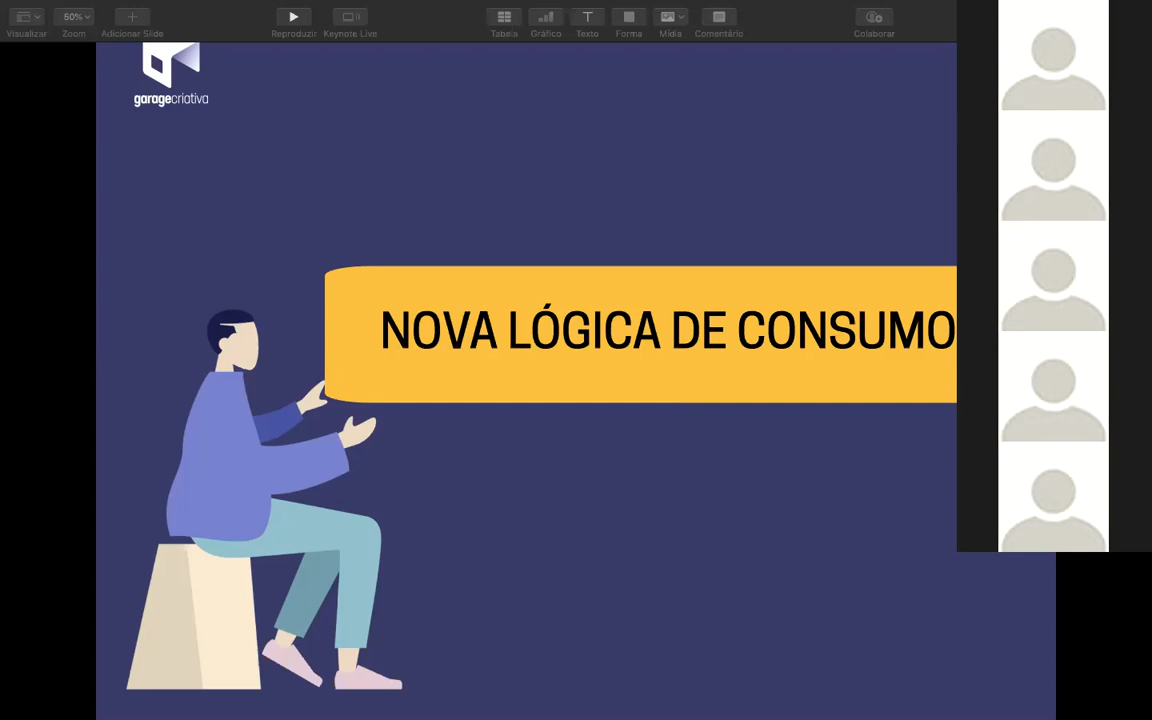 50%
Visualizar
Zoom
Adicionar Slide
Reproduzir
Keynote Live
Tabela
Gráfico
Texto
Forma
Mídia
Comentário
Colaborar
garagecriativa
NOVA LÓGICA DE CONSUMO